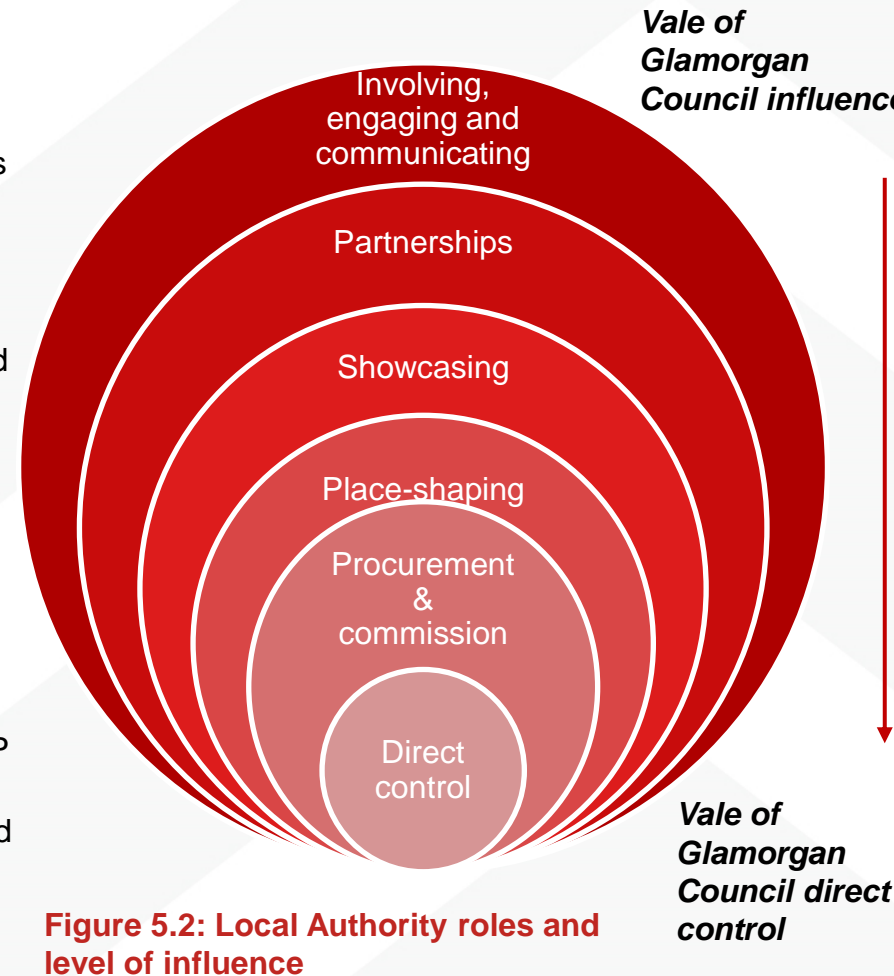 Vale of
Glamorgan
Council influence
Involving,
engaging and
communicating
s
Partnerships
d
Showcasing
Place-shaping
Procurement
&
commission
P
Direct
control
d
Vale of
Glamorgan
Council direct
control
Figure 5.2: Local Authority roles and
level of influence